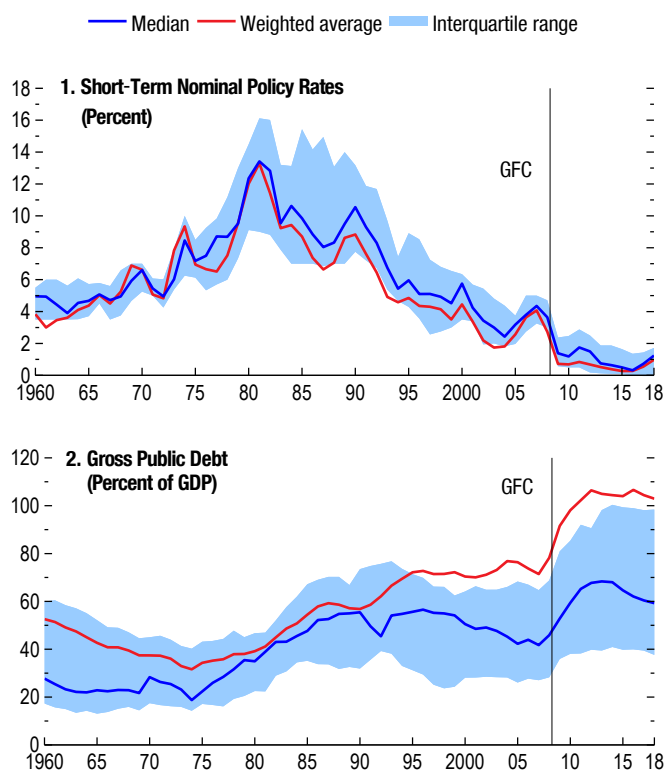 Median Weighted average Interquartile range
1. Short-Term Nominal Policy Rates
(Percent)
GFC
18
16
14
12
10
8
6
4
2
0
1960 65 70 75 80 85 90 95 2000 05 10 15 18
2. Gross Public Debt
(Percent of GDP)
GFC
120
100
80
60
40
20
0
1960 65 70 75 80 85 90 95 2000 05 10 15 18